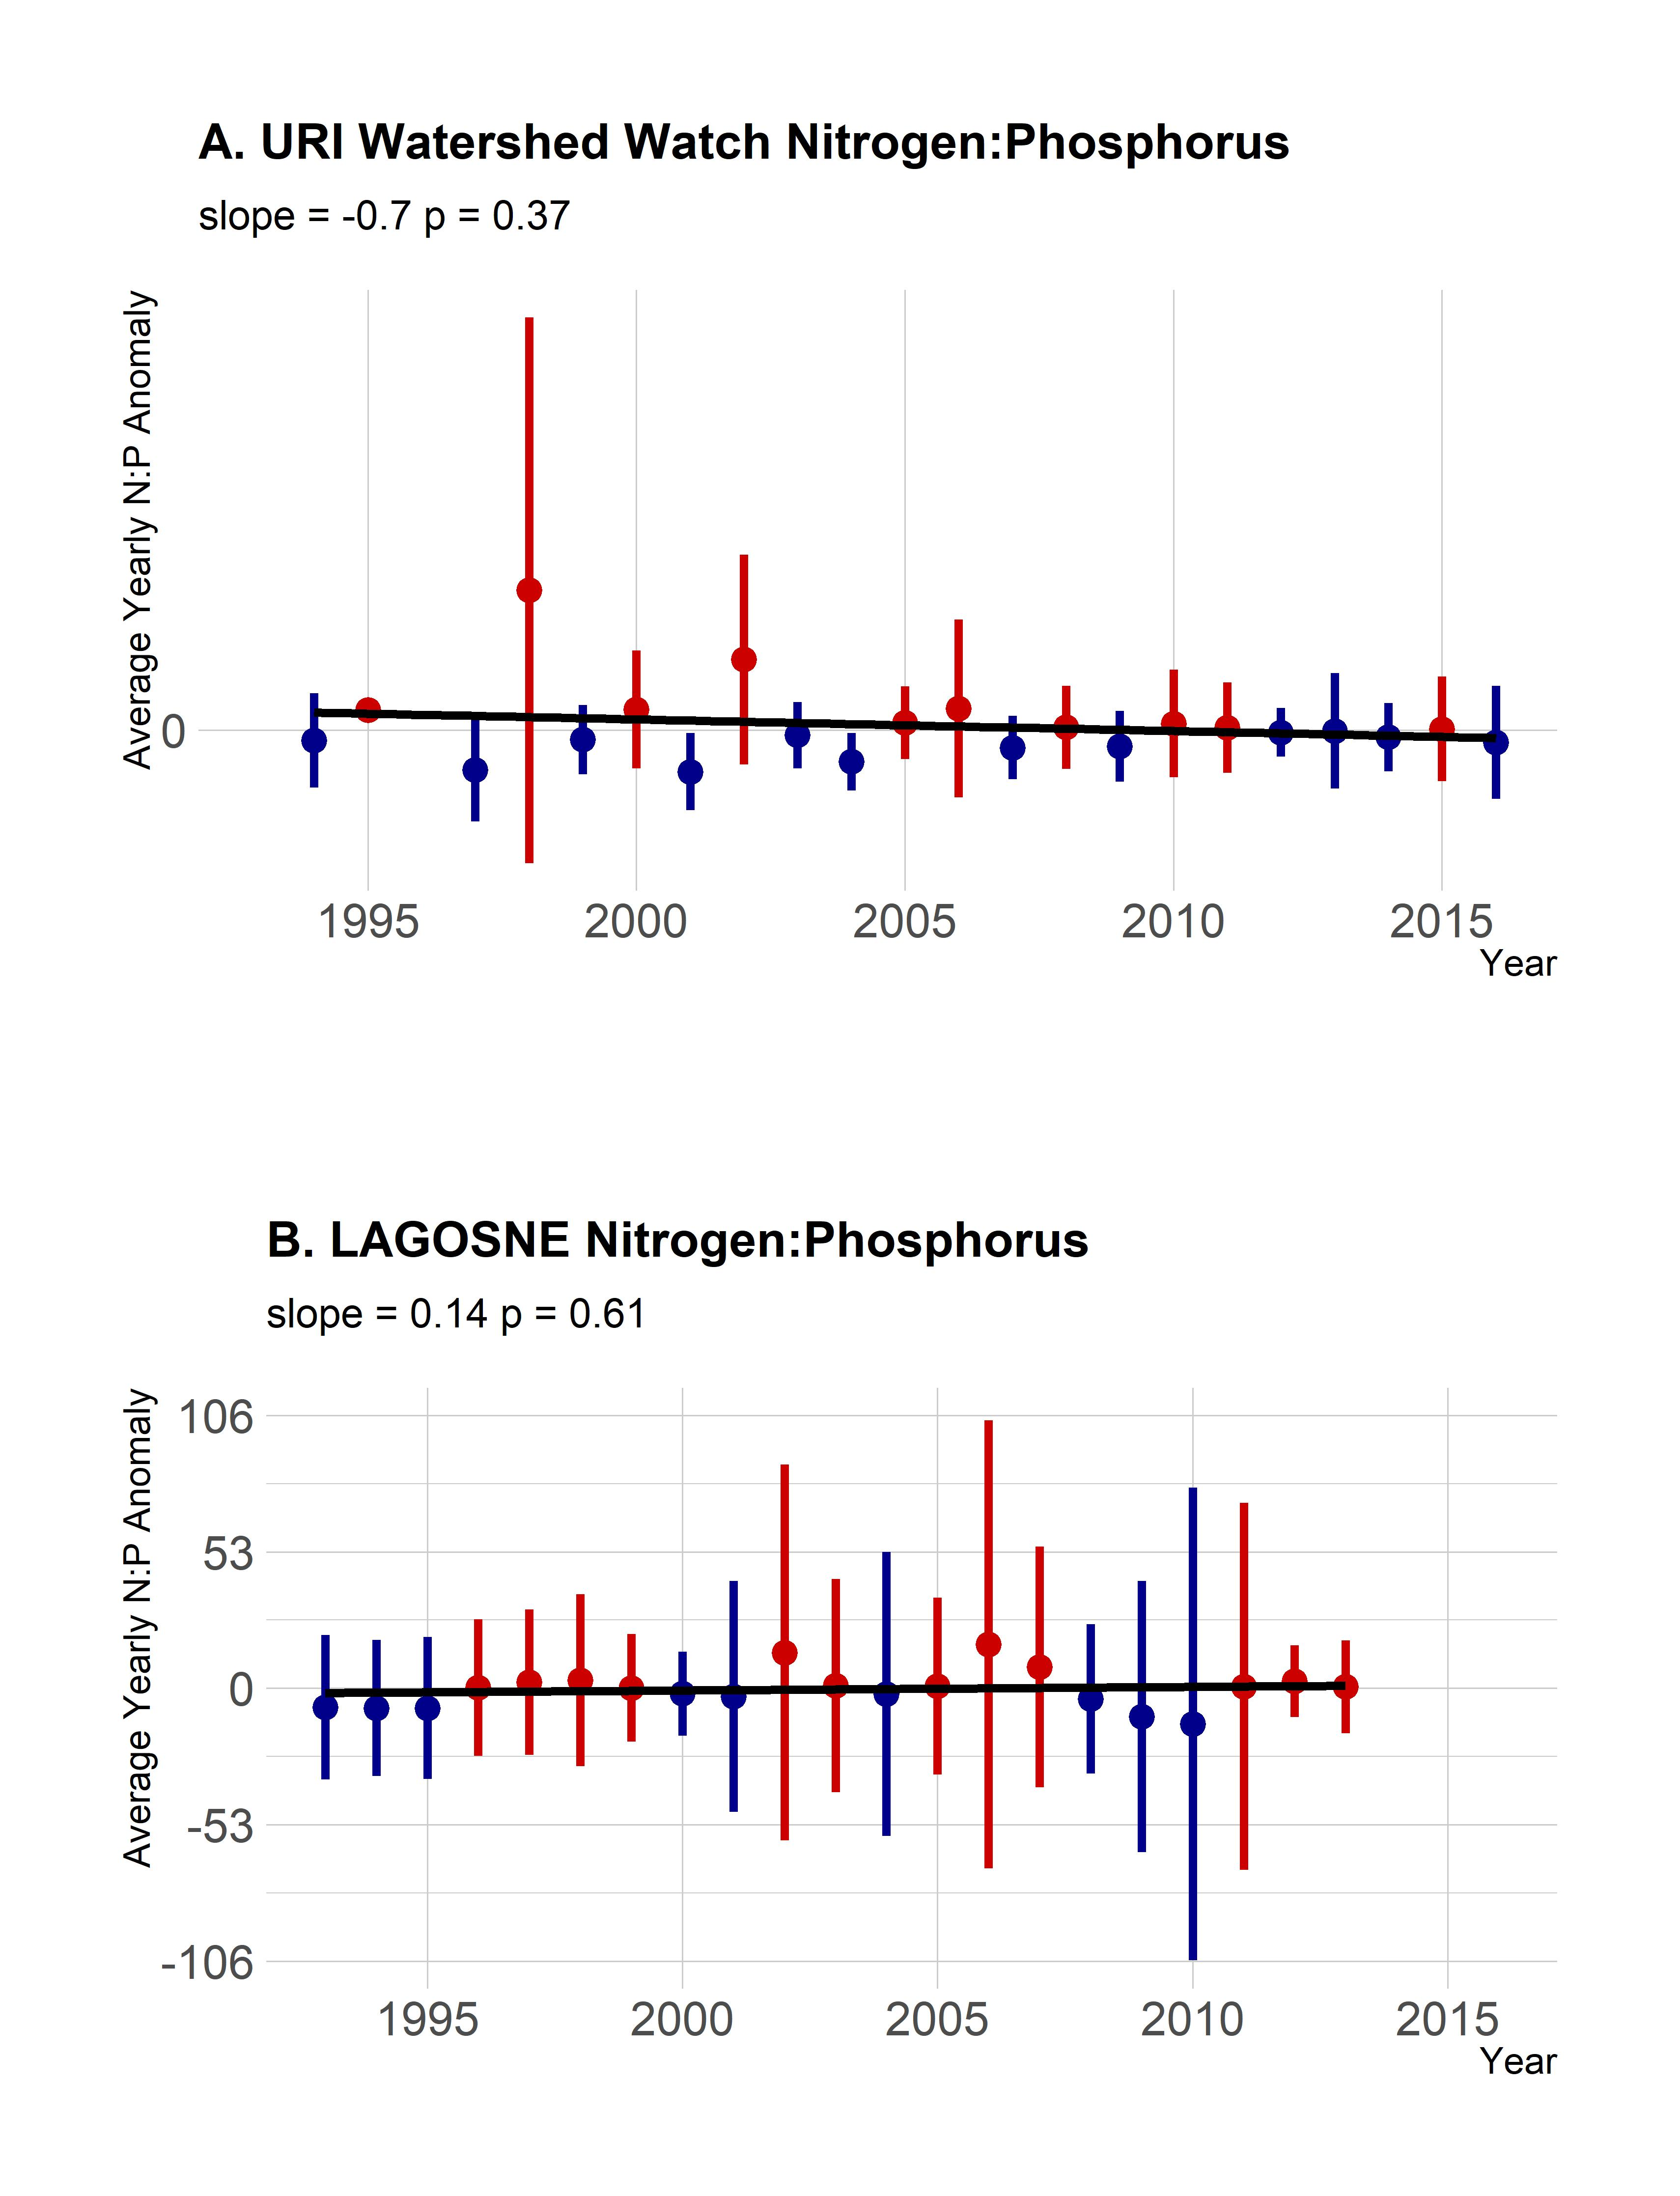 A. URI Watershed Watch Nitrogen:Phosphorus
slope = -0.7 p = 0.37
Average Yearly N:P Anomaly
0
1995 2000 2005 2010 2015
Year
B. LAGOSNE Nitrogen:Phosphorus
slope = 0.14 p = 0.61
Average Yearly N:P Anomaly
106
53
0
-53
-106
1995 2000 2005 2010 2015
Year